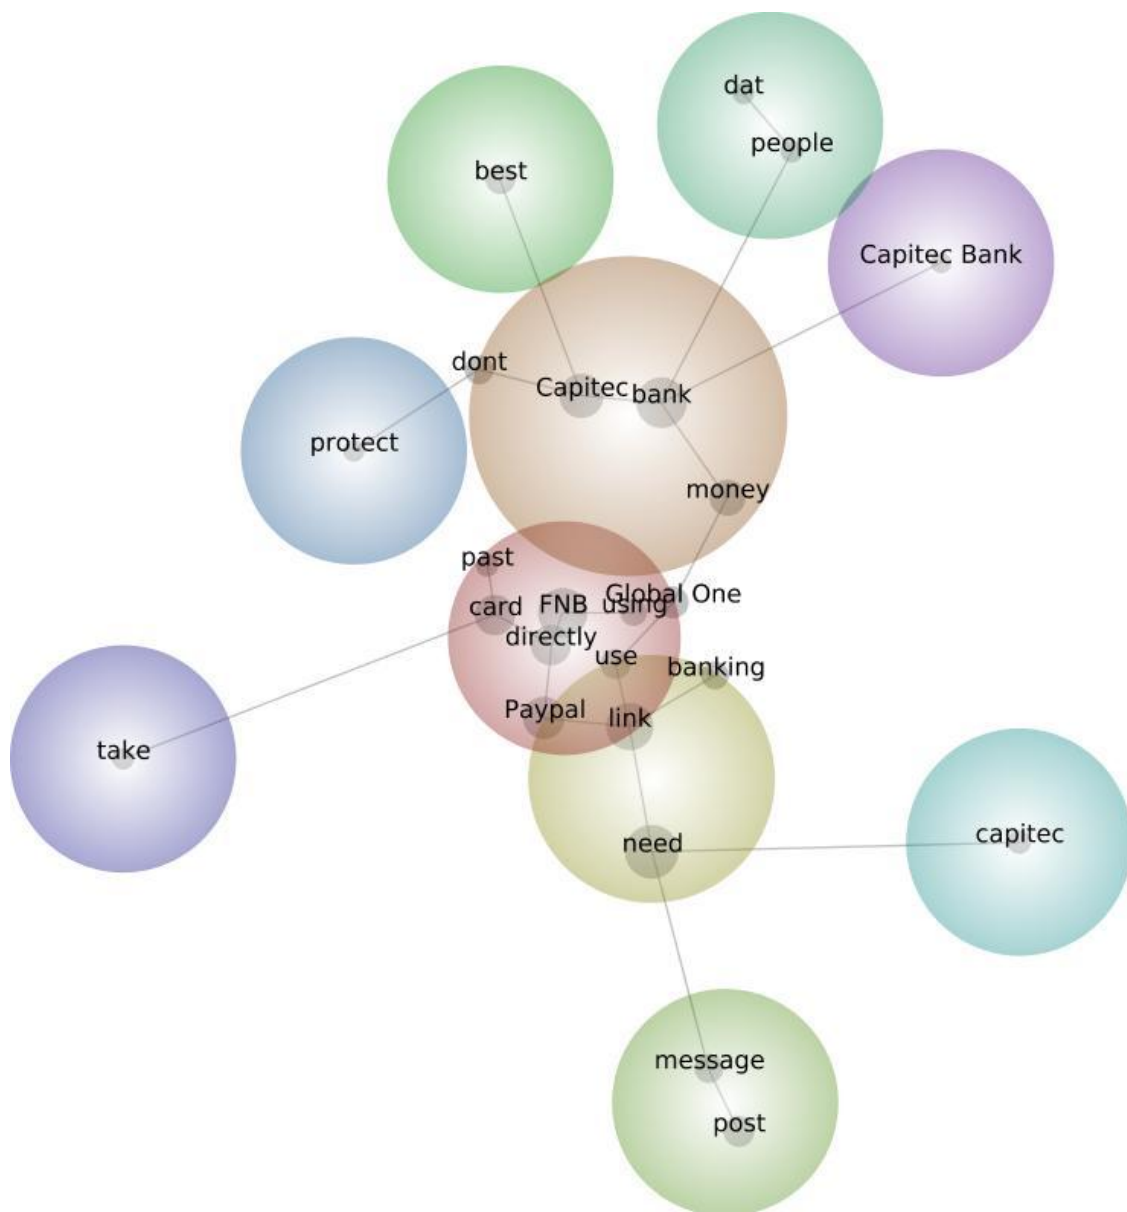 dat
people
best
Capitec Bank
dont
Capitec
bank
protect
money
past
Global One
card
FNB
using
directly
use
banking
Paypal
link
take
need
capitec
message
post